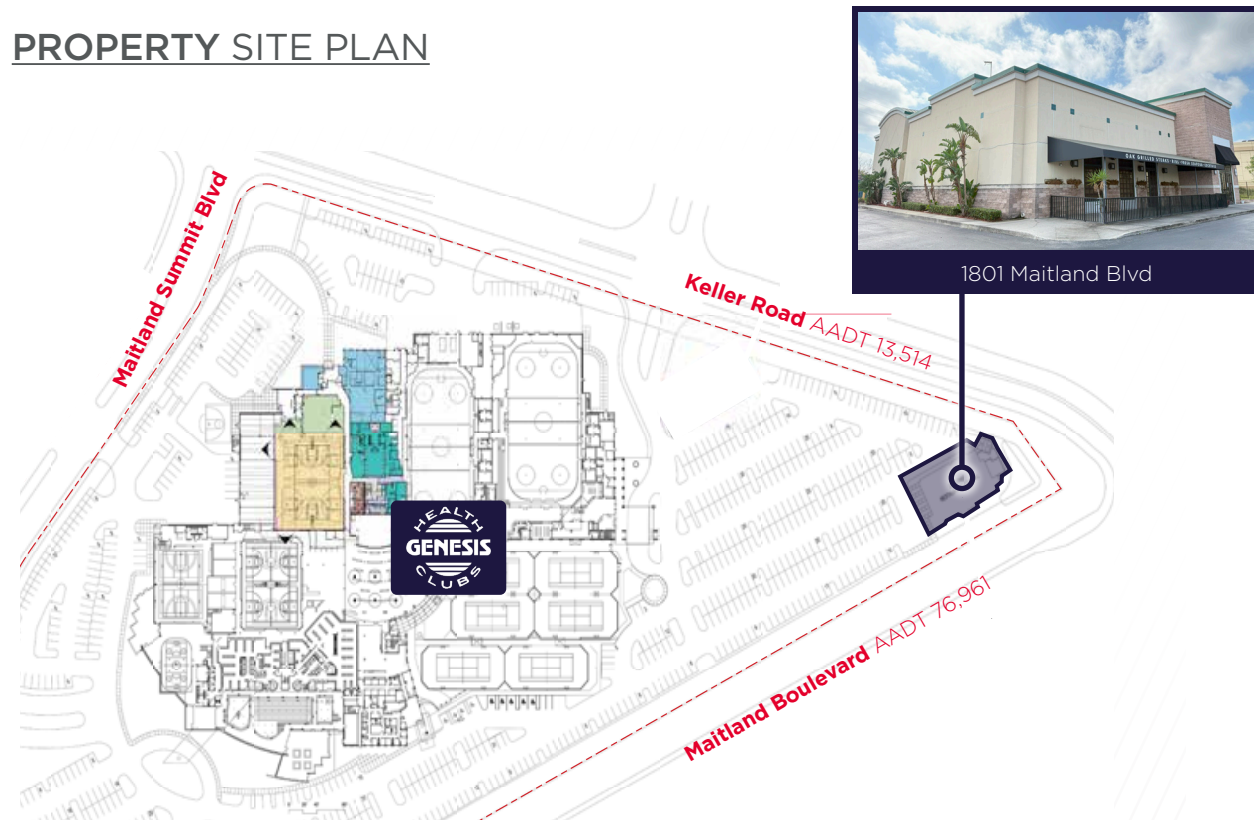 PROPERTY SITE PLAN
1801 Maitland Blvd
Maitland Summit Blvd
Keller Road AADT 13,514
HEALTH
GENESIS
CLUBS
Maitland Boulevard AADT 76,961